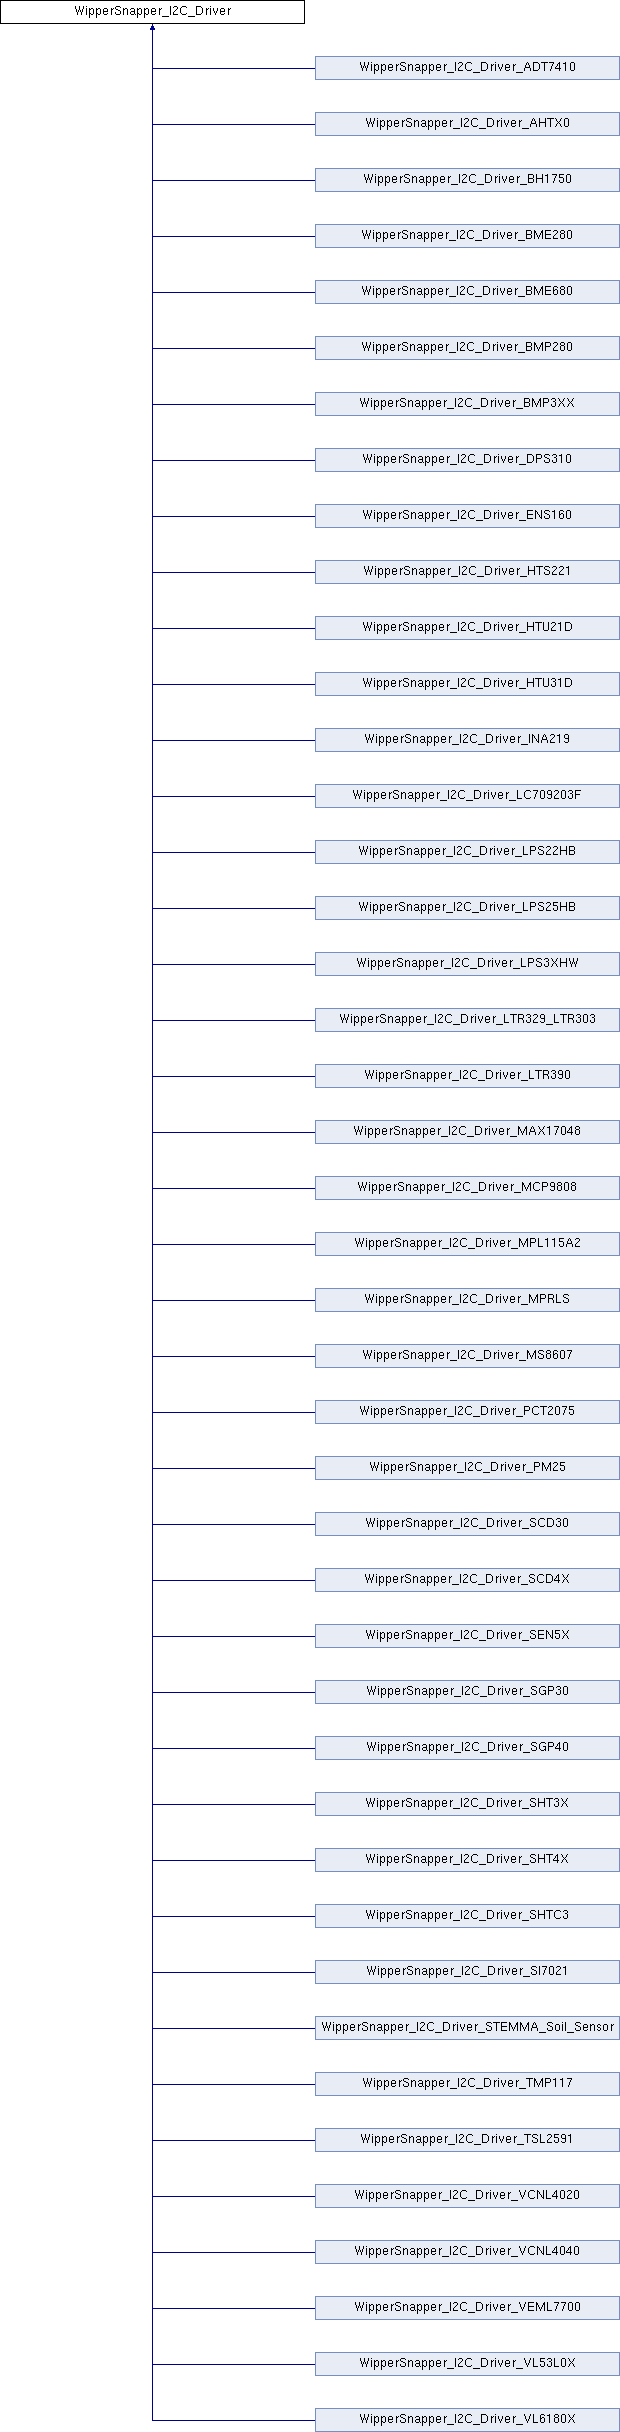 WipperSnapper_I2C_Driver
WipperSnapper_I2C_Driver_ADT7410
WipperSnapper_I2C_Driver_AHTX0
WipperSnapper_I2C_Driver_BH1750
WipperSnapper_I2C_Driver_BME280
WipperSnapper_I2C_Driver_BME680
WipperSnapper_I2C_Driver_BMP280
WipperSnapper_I2C_Driver_BMP3XX
WipperSnapper_I2C_Driver_DPS310
WipperSnapper_I2C_Driver_ENS160
WipperSnapper_I2C_Driver_HTS221
WipperSnapper_I2C_Driver_HTU21D
WipperSnapper_I2C_Driver_HTU31D
WipperSnapper_I2C_Driver_INA219
WipperSnapper_I2C_Driver_LC709203F
WipperSnapper_I2C_Driver_LPS22HB
WipperSnapper_I2C_Driver_LPS25HB
WipperSnapper_I2C_Driver_LPS3XHW
WipperSnapper_I2C_Driver_LTR329_LTR303
WipperSnapper_I2C_Driver_LTR390
WipperSnapper_I2C_Driver_MAX17048
WipperSnapper_I2C_Driver_MCP9808
WipperSnapper_I2C_Driver_MPL115A2
WipperSnapper_I2C_Driver_MPRLS
WipperSnapper_I2C_Driver_MS8607
WipperSnapper_I2C_Driver_PCT2075
WipperSnapper_I2C_Driver_PM25
WipperSnapper_I2C_Driver_SCD30
WipperSnapper_I2C_Driver_SCD4X
WipperSnapper_I2C_Driver_SEN5X
WipperSnapper_I2C_Driver_SGP30
WipperSnapper_I2C_Driver_SGP40
WipperSnapper_I2C_Driver_SHT3X
WipperSnapper_I2C_Driver_SHT4X
WipperSnapper_I2C_Driver_SHTC3
WipperSnapper_I2C_Driver_SI7021
WipperSnapper_I2C_Driver_STEMMA_Soil_Sensor
WipperSnapper_I2C_Driver_TMP117
WipperSnapper_I2C_Driver_TSL2591
WipperSnapper_I2C_Driver_VCNL4020
WipperSnapper_I2C_Driver_VCNL4040
WipperSnapper_I2C_Driver_VEML7700
WipperSnapper_I2C_Driver_VL53L0X
WipperSnapper_I2C_Driver_VL6180X